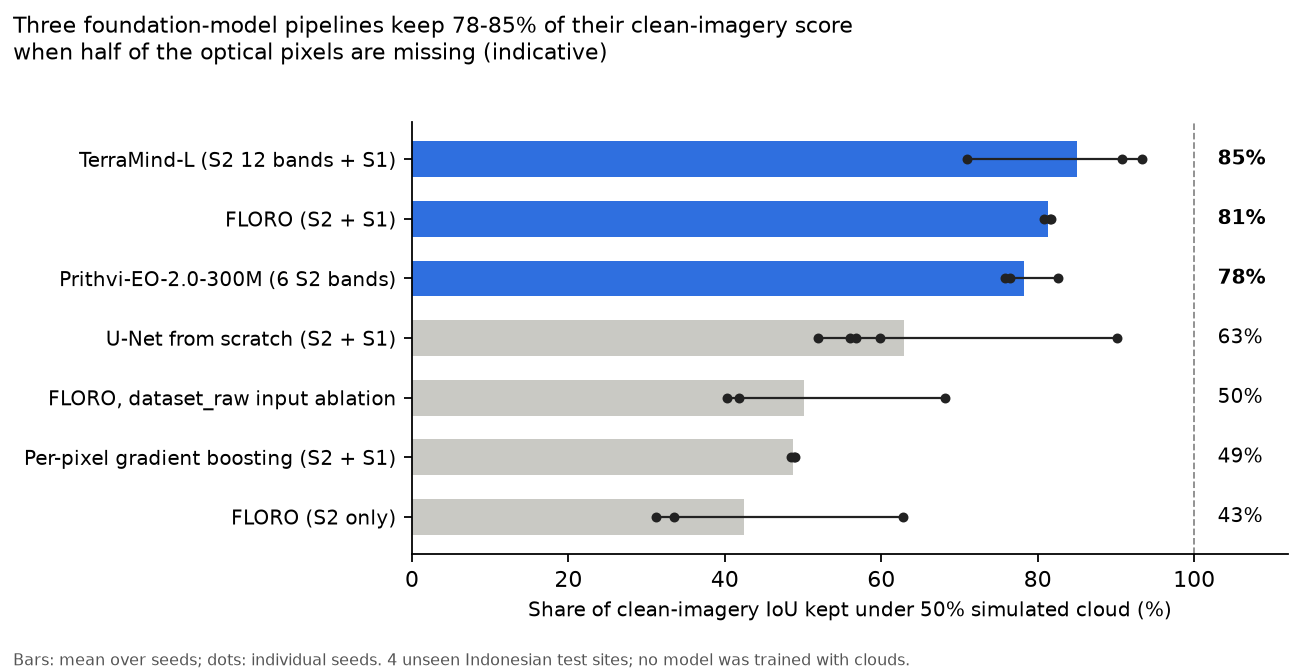 Three foundation-model pipelines keep 78-85% of their clean-imagery score
when half of the optical pixels are missing (indicative)
TerraMind-L (S2 12 bands + S1) 85%
FLORO (S2 + S1) 81%
Prithvi-EO-2.0-300M (6 S2 bands) 78%
U-Net from scratch (S2 + S1) 63%
FLORO, dataset_raw input ablation 50%
Per-pixel gradient boosting (S2 + S1) 49%
FLORO (S2 only) 43%
0 20 40 60 80 100
Share of clean-imagery IoU kept under 50% simulated cloud (%)
Bars: mean over seeds; dots: individual seeds. 4 unseen Indonesian test sites; no model was trained with clouds.